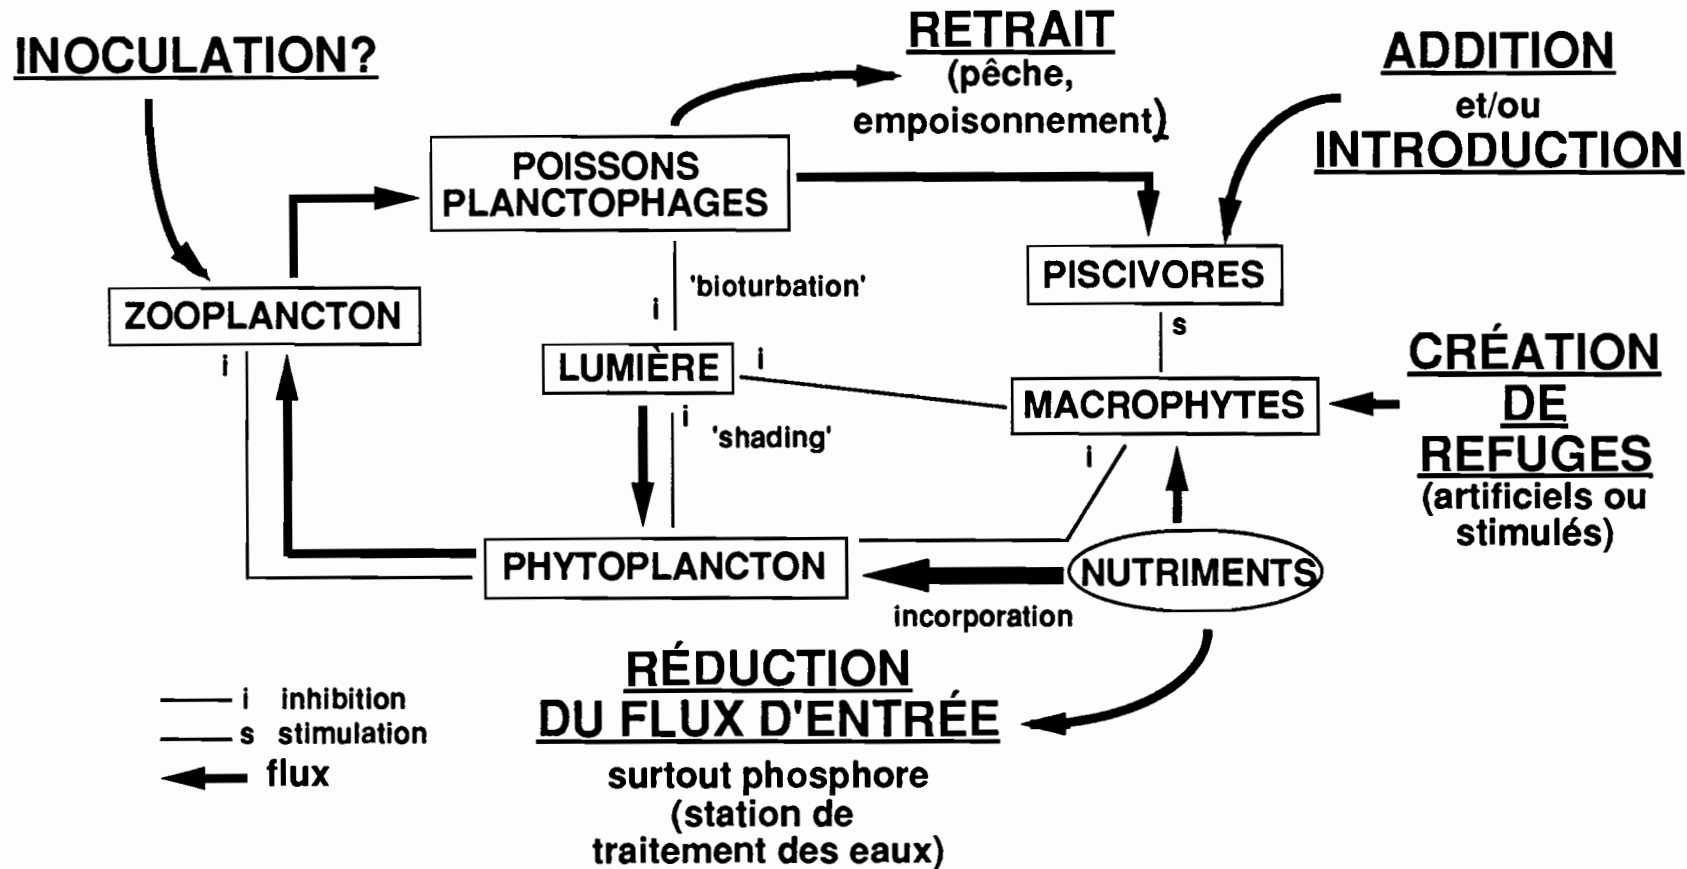 INOCULATION?
RETRAIT
(pêche,
empoisonnement)
ADDITION
et/ou
INTRODUCTION
POISSONS
PLANCTOPHAGES
PISCIVORES
ZOOPLANCTON
'bioturbation'
i
s
i
LUMIÈRE
i
MACROPHYTES
CRÉATION
DE
REFUGES
(artificiels ou
stimulés)
i
'shading'
i
PHYTOPLANCTON
NUTRIMENTS
incorporation
RÉDUCTION
DU FLUX D'ENTRÉE
surtout phosphore
(station de
traitement des eaux)
i inhibition
s stimulation
flux